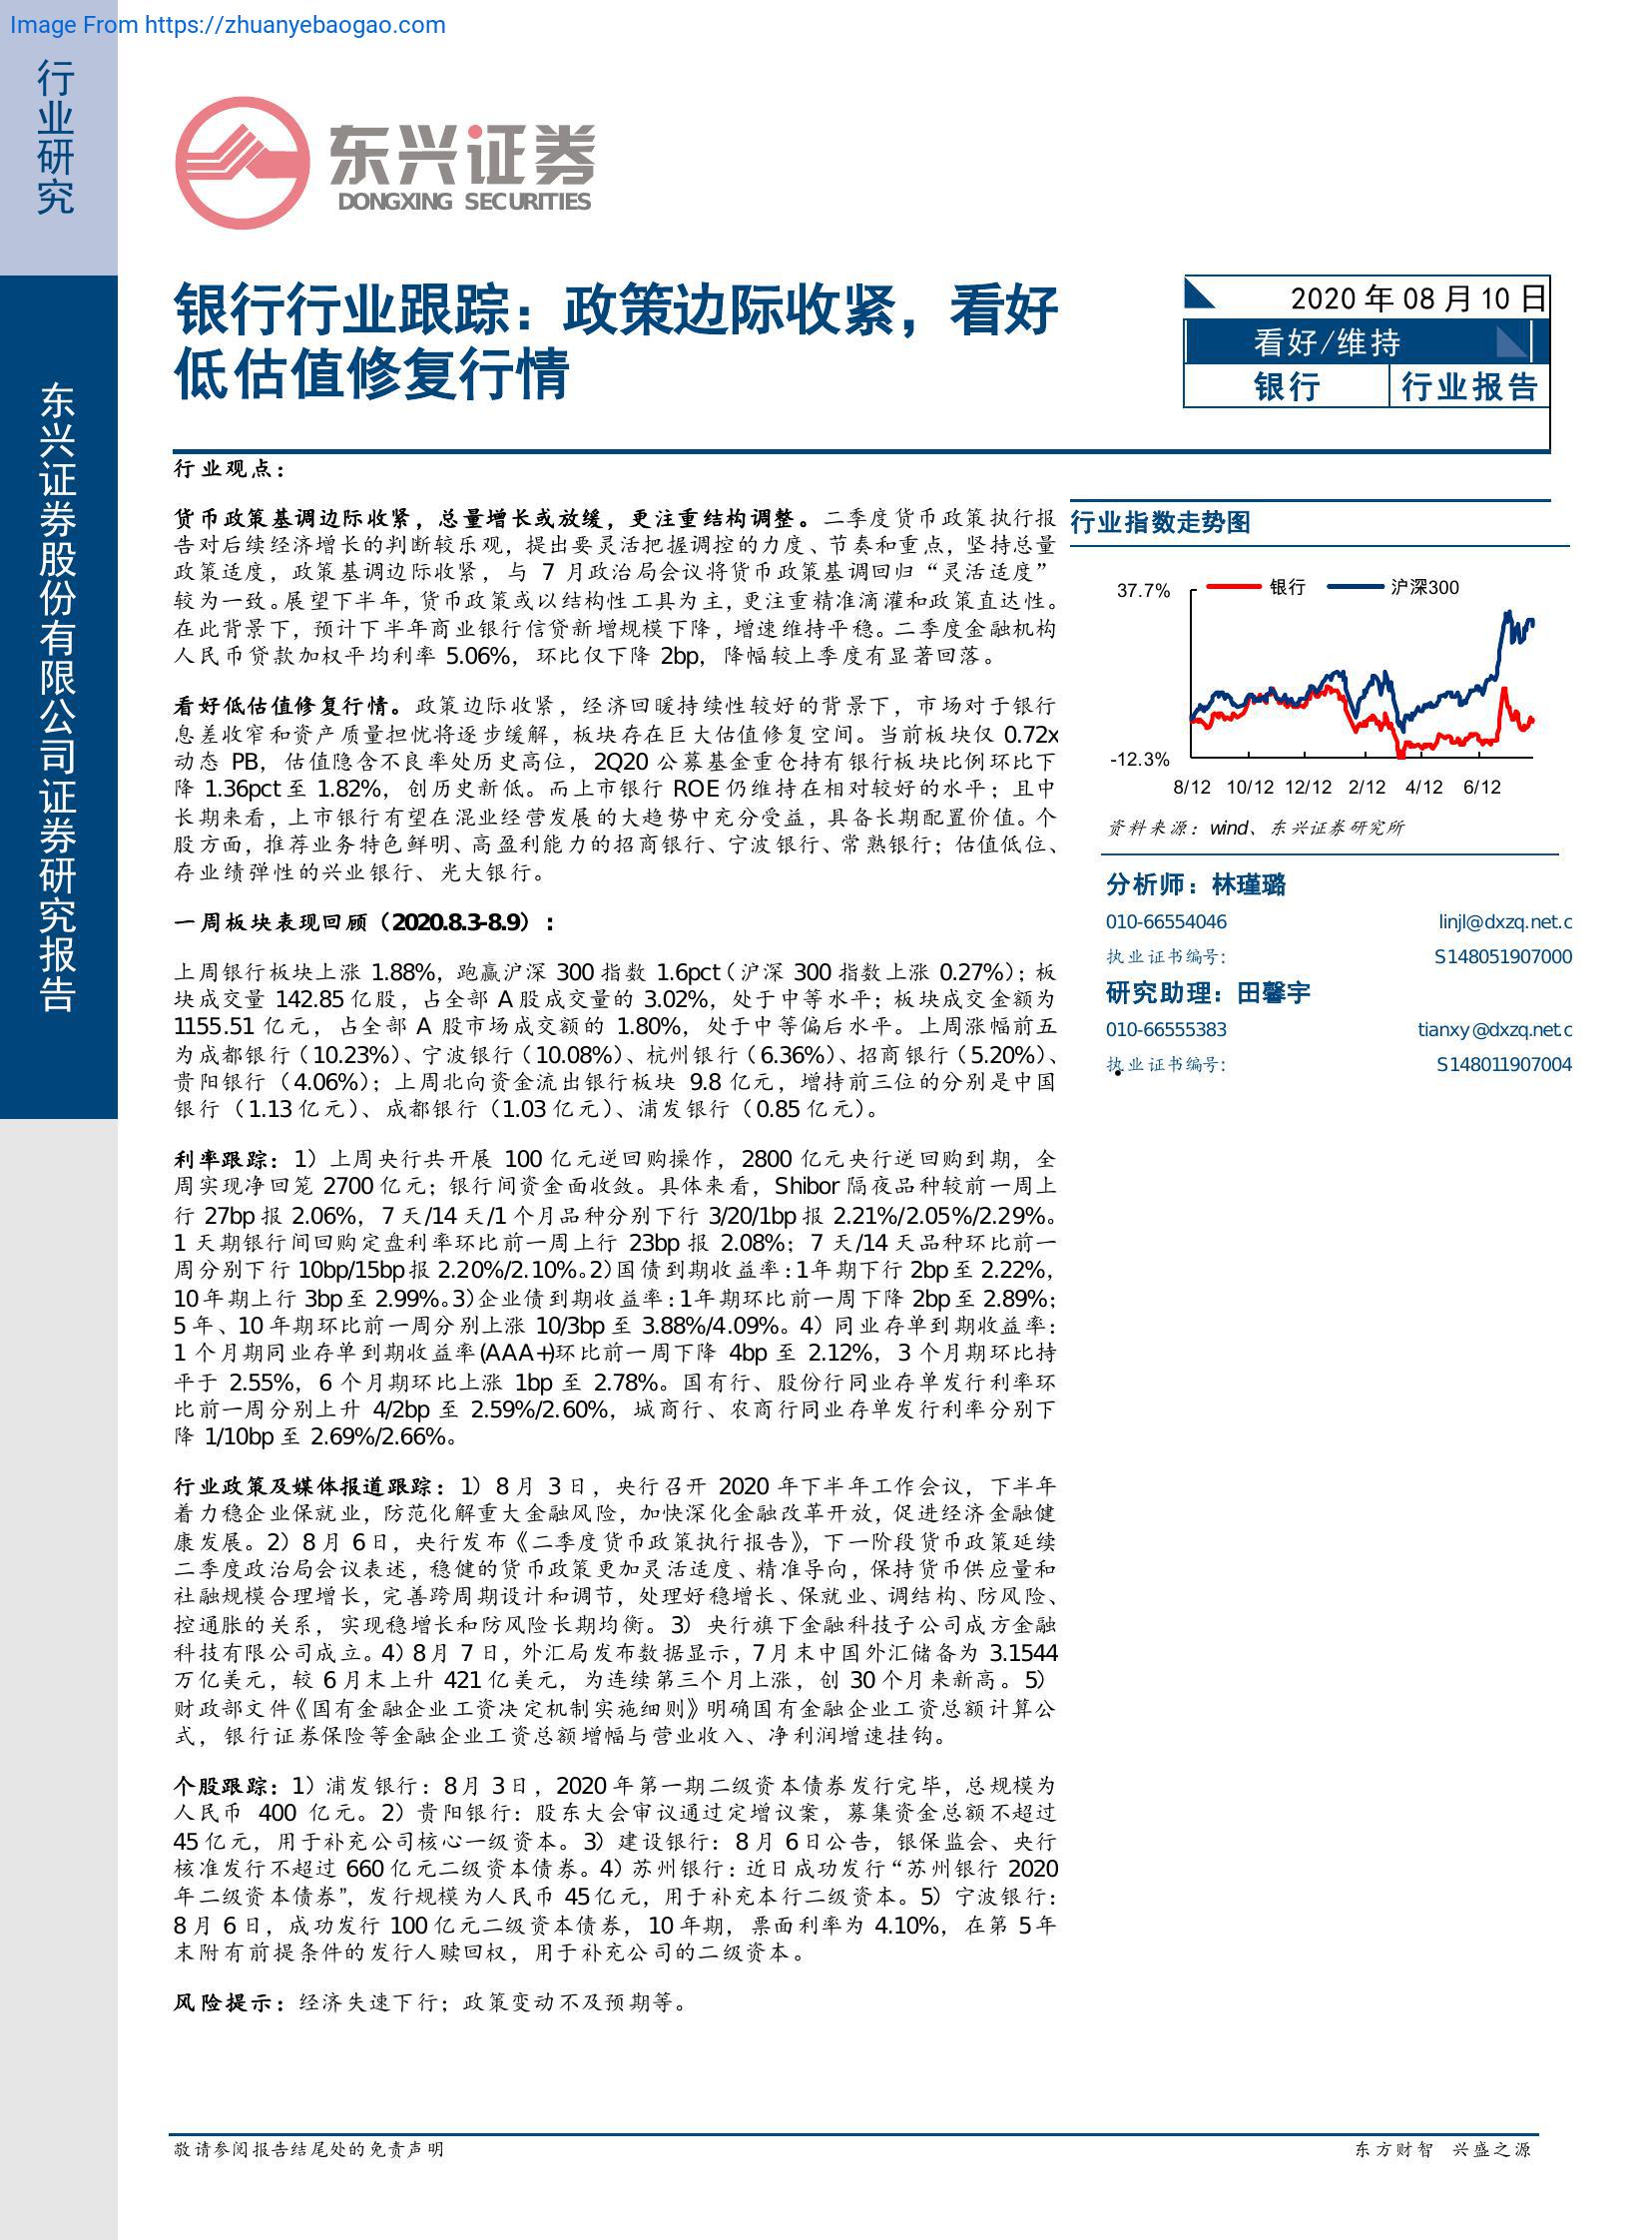 Image From https://zhuanyebaogao.com
行业研究
东兴证券股份有限公司证券研究报告
东兴证券
DONGXING SECURITIES
银行行业跟踪：政策边际收紧，看好
低估值修复行情
2020 年 08 月 10 日
看好/维持
银行 行业报告
行业观点：
货币政策基调边际收紧，总量增长或放缓，更注重结构调整。二季度货币政策执行报
告对后续经济增长的判断较乐观，提出要灵活把握调控的力度、节奏和重点，坚持总量
政策适度，政策基调边际收紧，与 7 月政治局会议将货币政策基调回归“灵活适度”
较为一致。展望下半年，货币政策或以结构性工具为主，更注重精准滴灌和政策直达性。
在此背景下，预计下半年商业银行信贷新增规模下降，增速维持平稳。二季度金融机构
人民币贷款加权平均利率 5.06%，环比仅下降 2bp，降幅较上季度有显著回落。
看好低估值修复行情。政策边际收紧，经济回暖持续性较好的背景下，市场对于银行
息差收窄和资产质量担忧将逐步缓解，板块存在巨大估值修复空间。当前板块仅 0.72x
动态 PB，估值隐含不良率处历史高位，2Q20 公募基金重仓持有银行板块比例环比下
降 1.36pct 至 1.82%，创历史新低。而上市银行 ROE 仍维持在相对较好的水平；且中
长期来看，上市银行有望在混业经营发展的大趋势中充分受益，具备长期配置价值。个
股方面，推荐业务特色鲜明、高盈利能力的招商银行、宁波银行、常熟银行；估值低位、
存业绩弹性的兴业银行、光大银行。
一周板块表现回顾（2020.8.3-8.9）：
上周银行板块上涨 1.88%，跑赢沪深 300 指数 1.6pct（沪深 300 指数上涨 0.27%）；板
块成交量 142.85 亿股，占全部 A 股成交量的 3.02%，处于中等水平；板块成交金额为
1155.51 亿元，占全部 A 股市场成交额的 1.80%，处于中等偏后水平。上周涨幅前五
为成都银行（10.23%）、宁波银行（10.08%）、杭州银行（6.36%）、招商银行（5.20%）、
贵阳银行（4.06%）；上周北向资金流出银行板块 9.8 亿元，增持前三位的分别是中国
银行（1.13 亿元）、成都银行（1.03 亿元）、浦发银行（0.85 亿元）。
利率跟踪：1）上周央行共开展 100 亿元逆回购操作，2800 亿元央行逆回购到期，全
周实现净回笼 2700 亿元；银行间资金面收敛。具体来看，Shibor 隔夜品种较前一周上
行 27bp 报 2.06%，7 天/14 天/1 个月品种分别下行 3/20/1bp 报 2.21%/2.05%/2.29%。
1 天期银行间回购定盘利率环比前一周上行 23bp 报 2.08%；7 天/14 天品种环比前一
周分别下行 10bp/15bp 报 2.20%/2.10%。2）国债到期收益率：1 年期下行 2bp 至 2.22%，
10 年期上行 3bp 至 2.99%。3）企业债到期收益率：1 年期环比前一周下降 2bp 至 2.89%；
5 年、10 年期环比前一周分别上涨 10/3bp 至 3.88%/4.09%。4）同业存单到期收益率：
1 个月期同业存单到期收益率(AAA+)环比前一周下降 4bp 至 2.12%，3 个月期环比持
平于 2.55%，6 个月期环比上涨 1bp 至 2.78%。国有行、股份行同业存单发行利率环
比前一周分别上升 4/2bp 至 2.59%/2.60%，城商行、农商行同业存单发行利率分别下
降 1/10bp 至 2.69%/2.66%。
行业政策及媒体报道跟踪：1）8 月 3 日，央行召开 2020 年下半年工作会议，下半年
着力稳企业保就业，防范化解重大金融风险，加快深化金融改革开放，促进经济金融健
康发展。2）8 月 6 日，央行发布《二季度货币政策执行报告》，下一阶段货币政策延续
二季度政治局会议表述，稳健的货币政策更加灵活适度、精准导向，保持货币供应量和
社融规模合理增长，完善跨周期设计和调节，处理好稳增长、保就业、调结构、防风险、
控通胀的关系，实现稳增长和防风险长期均衡。3）央行旗下金融科技子公司成方金融
科技有限公司成立。4）8 月 7 日，外汇局发布数据显示，7 月末中国外汇储备为 3.1544
万亿美元，较 6 月末上升 421 亿美元，为连续第三个月上涨，创 30 个月来新高。5）
财政部文件《国有金融企业工资决定机制实施细则》明确国有金融企业工资总额计算公
式，银行证券保险等金融企业工资总额增幅与营业收入、净利润增速挂钩。
个股跟踪：1）浦发银行：8 月 3 日，2020 年第一期二级资本债券发行完毕，总规模为
人民币 400 亿元。2）贵阳银行：股东大会审议通过定增议案，募集资金总额不超过
45 亿元，用于补充公司核心一级资本。3）建设银行：8 月 6 日公告，银保监会、央行
核准发行不超过 660 亿元二级资本债券。4）苏州银行：近日成功发行“苏州银行 2020
年二级资本债券”，发行规模为人民币 45 亿元，用于补充本行二级资本。5）宁波银行：
8 月 6 日，成功发行 100 亿元二级资本债券，10 年期，票面利率为 4.10%，在第 5 年
末附有前提条件的发行人赎回权，用于补充公司的二级资本。
风险提示：经济失速下行；政策变动不及预期等。
行业指数走势图
37.7%
银行 沪深300
-12.3%
8/12 10/12 12/12 2/12 4/12 6/12
资料来源：wind、东兴证券研究所
分析师：林瑾璐
010-66554046 linjl@dxzq.net.c
执业证书编号: S148051907000
研究助理：田馨宇
010-66555383 tianxy@dxzq.net.c
执业证书编号: S148011907004
敬请参阅报告结尾处的免责声明
东方财智 兴盛之源